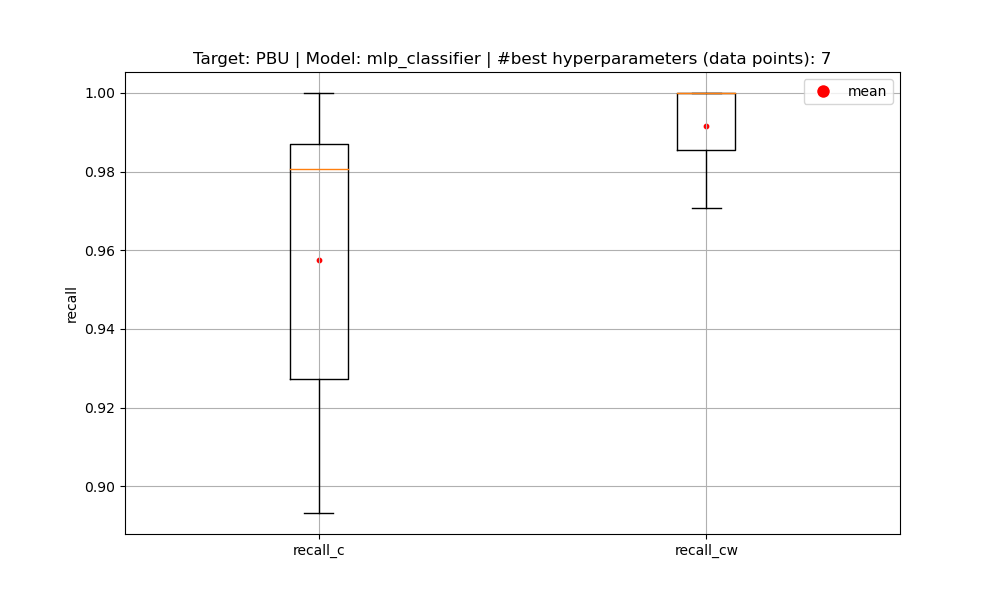 Target: PBU | Model: mlp_classifier | #best hyperparameters (data points): 7
mean
1.00
0.98
0.96
0.94
0.92
0.90
recall
recall_c
recall_cw